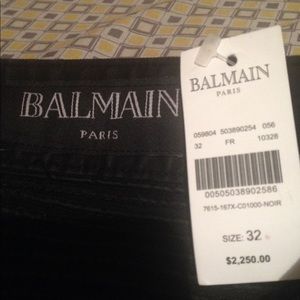 BALMAIN
PARIS
BALMAIN
PARIS
059804 503890254 056
32 FR 10328
00505038902586
7615-167X-C01000-NOIR
SIZE: 32
$2,250.00